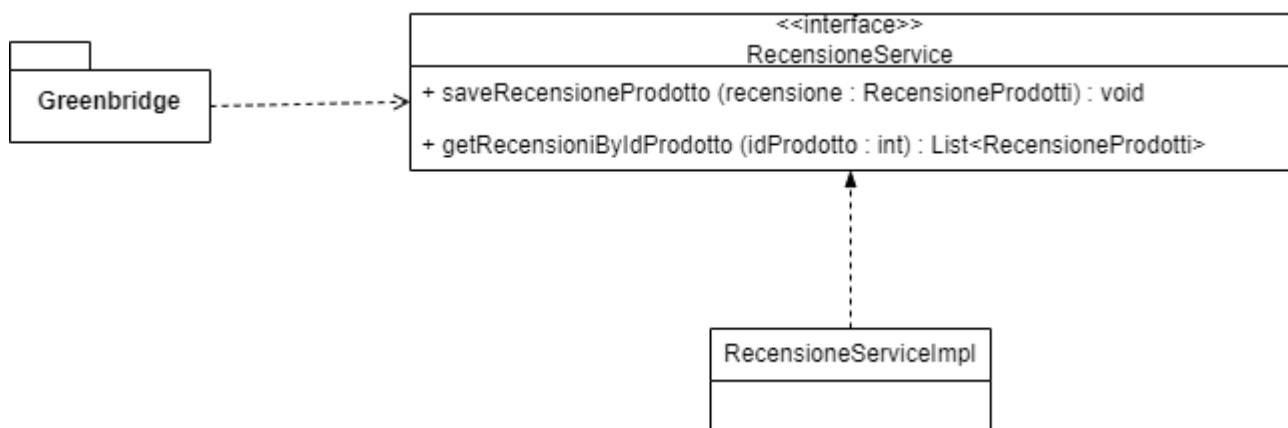 <<interface>>
RecensioneService
Greenbridge
+ saveRecensioneProdotto (recensione : RecensioneProdotti) : void
+ getRecensioniByIdProdotto (idProdotto : int) : List<RecensioneProdotti>
RecensioneServiceImpl